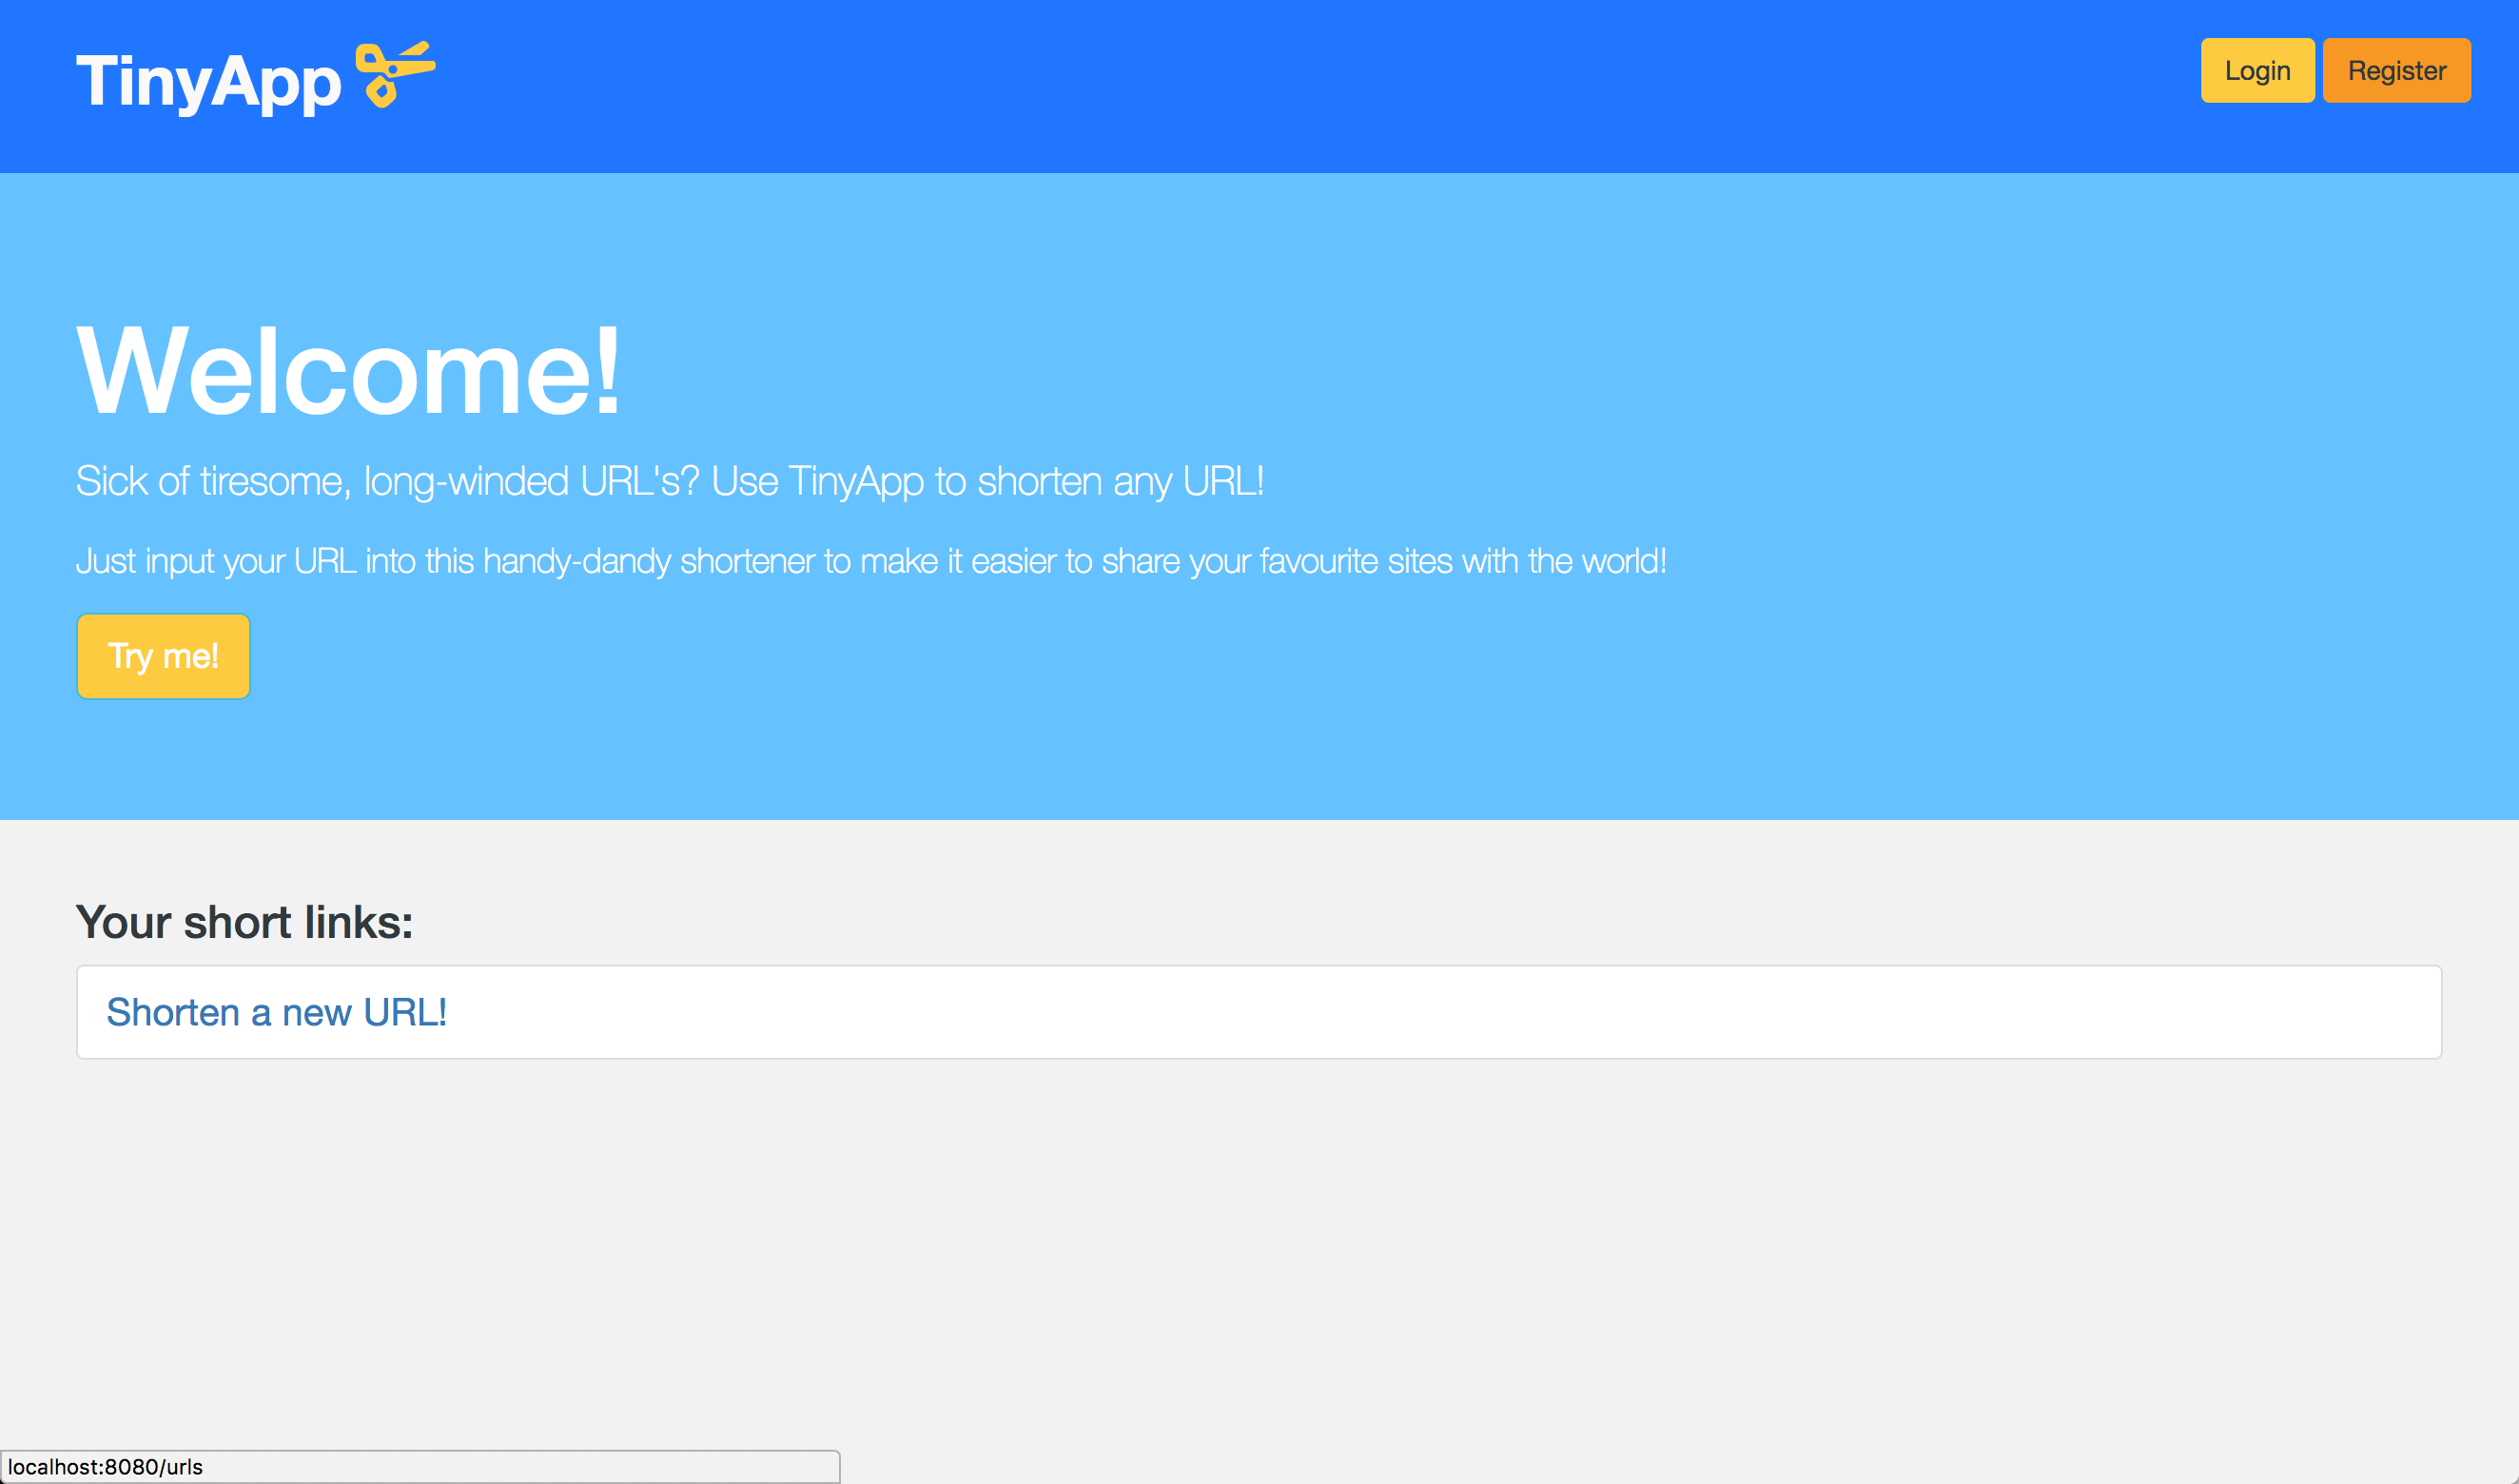 TinyApp
Login
Register
Welcome!
Sick of tiresome, long-winded URL's? Use TinyApp to shorten any URL!
Just input your URL into this handy-dandy shortener to make it easier to share your favourite sites with the world!
Try me!
Your short links:
Shorten a new URL!
localhost:8080/urls